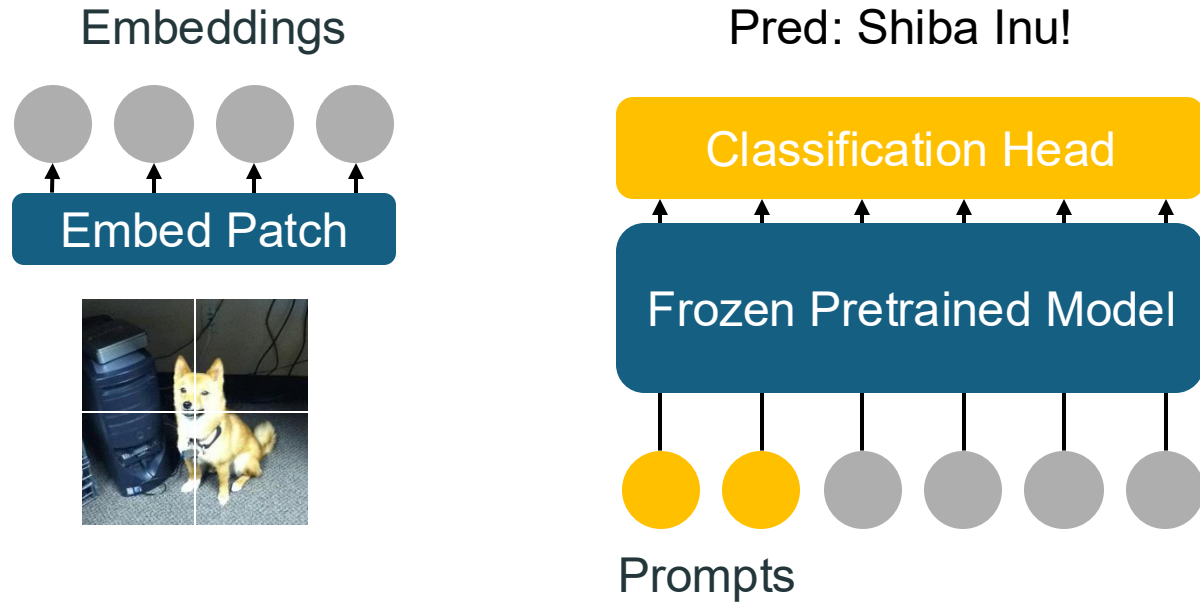 Embeddings
Embed Patch
Pred: Shiba Inu!
Classification Head
Frozen Pretrained Model
Prompts